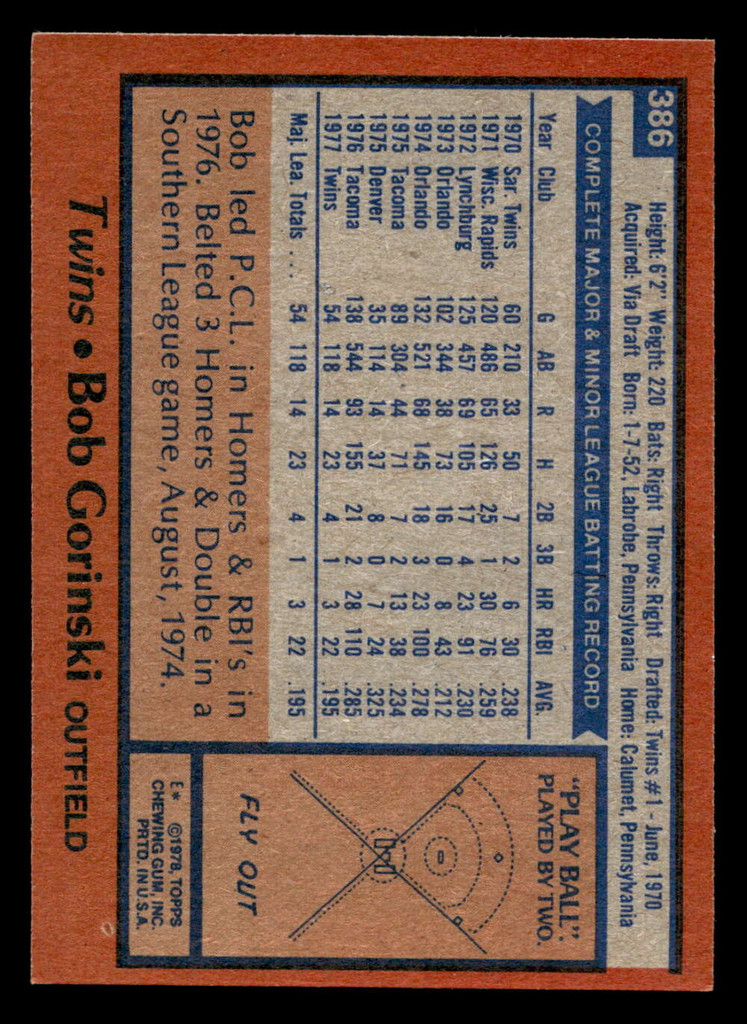 386
Height: 6'2" Weight: 220 Bats: Right Throws: Right Drafted: Twins #1 - June, 1970
Acquired: Via Draft Born: 1-7-52, Labrobe, Pennsylvania Home: Calumet, Pennsylvania
COMPLETE MAJOR & MINOR LEAGUE BATTING RECORD
Year Club G AB R H 2B 3B HR RBI AVG.
1970 Sar. Twins 60 210 33 50 7 2 6 30 .238
1971 Wisc. Rapids 120 486 65 126 25 1 30 76 .259
1972 Lynchburg 125 457 69 105 17 4 23 91 .230
1973 Orlando 102 344 38 73 16 0 8 43 .212
1974 Orlando 132 521 68 145 18 3 23 100 .278
1975 Tacoma 89 304 44 71 7 2 13 38 .234
1975 Denver 35 114 14 37 8 0 7 24 .325
1976 Tacoma 138 544 93 155 21 2 28 110 .285
1977 Twins 54 118 14 23 4 1 3 22 .195
Maj. Lea. Totals ... 54 118 14 23 4 1 3 22 .195
Bob led P.C.L. in Homers & RBI's in
1976. Belted 3 Homers & Double in a
Southern League game, August, 1974.
"PLAY BALL".
PLAYED BY TWO.
FLY OUT
E* ©1978, TOPPS
CHEWING GUM, INC.
PRTD. IN U.S.A.
Twins • Bob Gorinski OUTFIELD